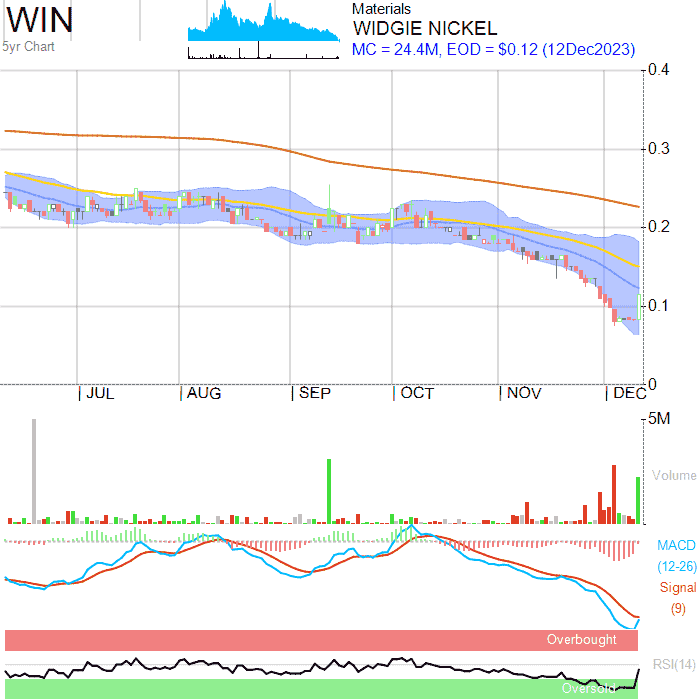 WIN
5yr Chart
Materials
WIDGIE NICKEL
MC = 24.4M, EOD = $0.12 (12Dec2023)
0.4
0.3
0.2
0.1
0
JUL AUG SEP OCT NOV DEC
5M
Volume
MACD
(12-26)
Signal
(9)
Overbought
RSI(14)
Oversold